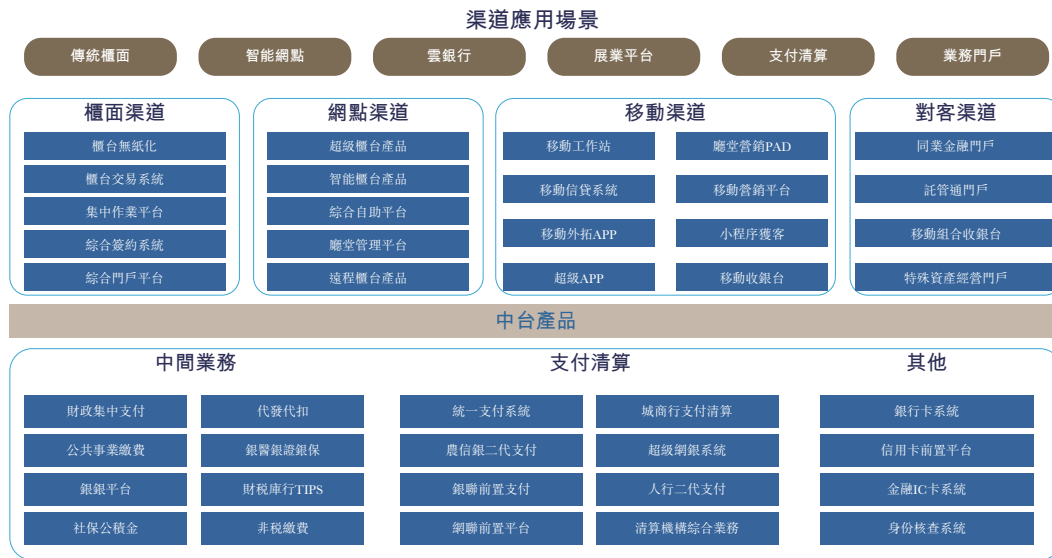 渠道應用場景
傳統櫃面
智能網點
雲銀行
展業平台
支付清算
業務門戶
櫃面渠道
櫃台無紙化
櫃台交易系統
集中作業平台
綜合簽約系統
綜合門戶平台
網點渠道
超級櫃台產品
智能櫃台產品
綜合自助平台
廳堂管理平台
遠程櫃台產品
移動渠道
移動工作站
廳堂營銷PAD
移動信貸系統
移動營銷平台
移動外拓APP
小程序獲客
超級APP
移動收銀台
對客渠道
同業金融門戶
託管通門戶
移動組合收銀台
特殊資產經營門戶
中台產品
中間業務
財政集中支付
代發代扣
公共事業繳費
銀醫銀證銀保
銀銀平台
財稅庫行TIPS
社保公積金
非稅繳費
支付清算
統一支付系統
城商行支付清算
農信銀二代支付
超級網銀系統
銀聯前置支付
人行二代支付
網聯前置平台
清算機構綜合業務
其他
銀行卡系統
信用卡前置平台
金融IC卡系統
身份核查系統